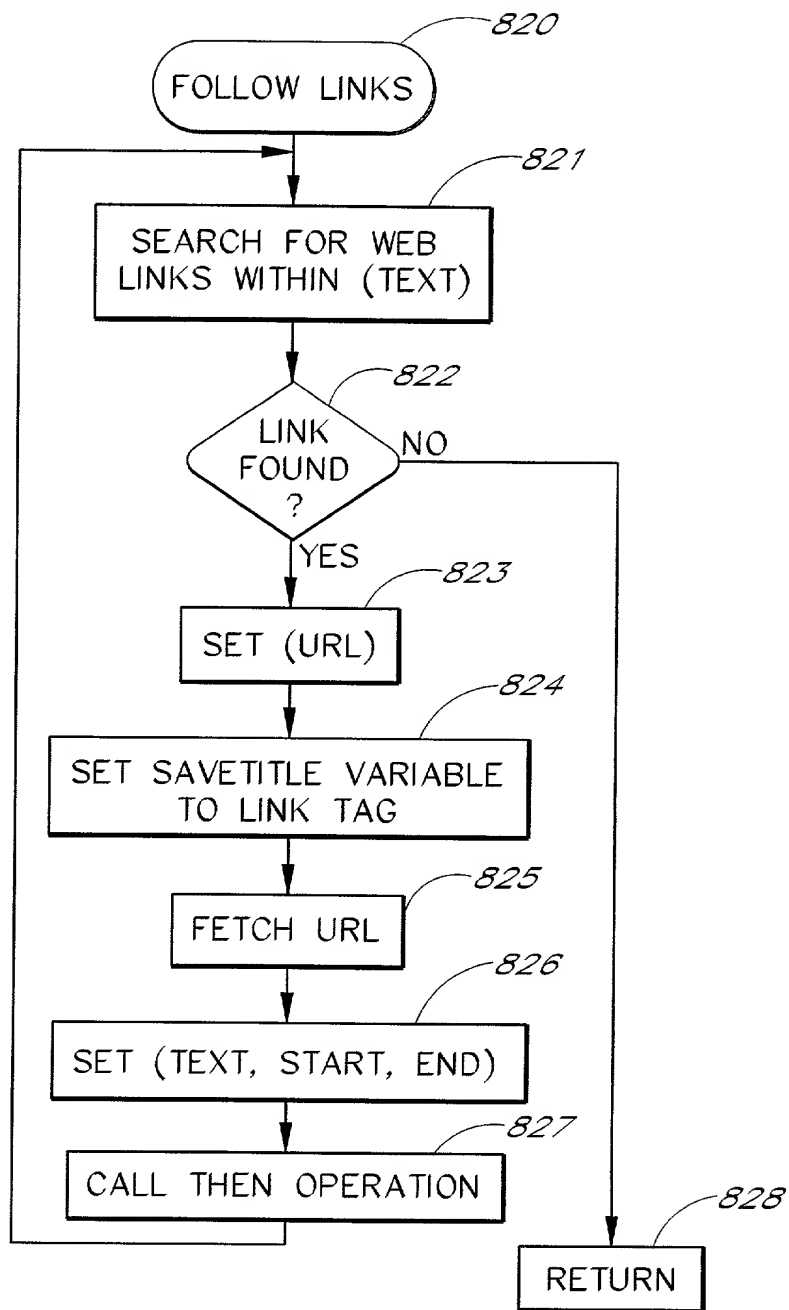 820
FOLLOW LINKS
821
SEARCH FOR WEB
LINKS WITHIN (TEXT)
822
LINK
FOUND
?
NO
YES
823
SET (URL)
824
SET SAVETITLE VARIABLE
TO LINK TAG
825
FETCH URL
826
SET (TEXT, START, END)
827
CALL THEN OPERATION
828
RETURN